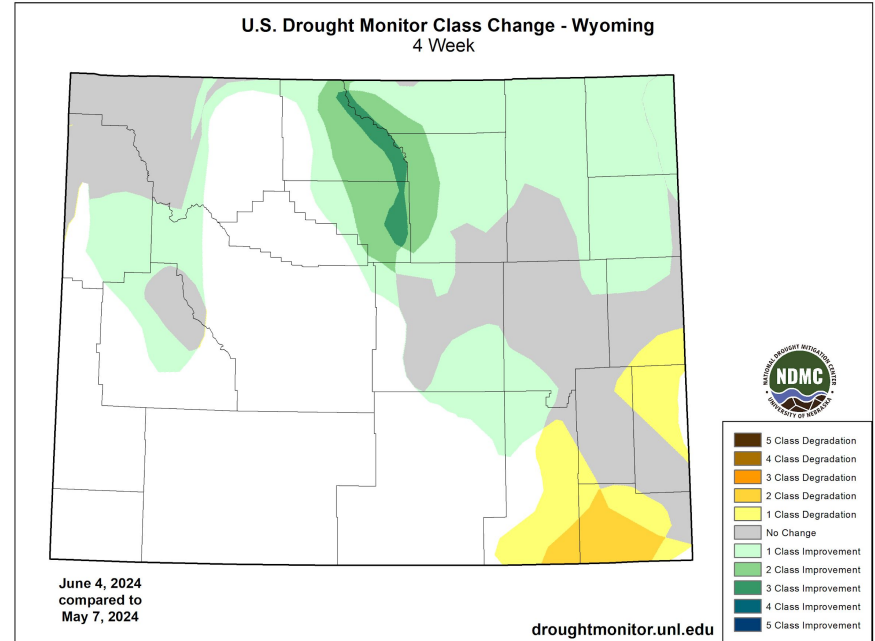 U.S. Drought Monitor Class Change - Wyoming
4 Week
NATIONAL DROUGHT MITIGATION CENTER
NDMC
UNIVERSITY OF NEBRASKA
5 Class Degradation
4 Class Degradation
3 Class Degradation
2 Class Degradation
1 Class Degradation
No Change
1 Class Improvement
2 Class Improvement
3 Class Improvement
4 Class Improvement
5 Class Improvement
June 4, 2024
compared to
May 7, 2024
droughtmonitor.unl.edu